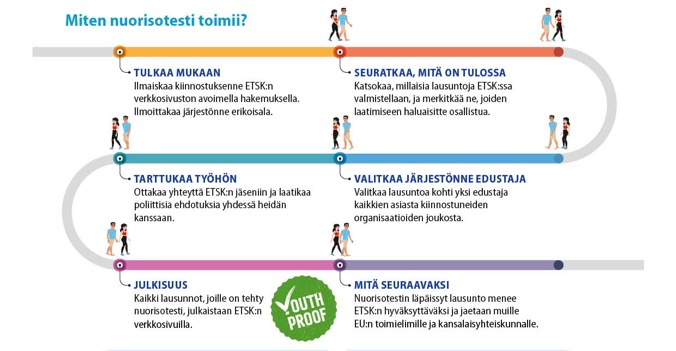 Miten nuorisotesti toimii?
TULKAA MUKAAN
Ilmaiskaa kiinnostuksenne ETSK:n
verkkosivuston avoimella hakemuksella.
Ilmoittakaa järjestönne erikoisala.
SEURATKAA, MITÄ ON TULOSSA
Katsokaa, millaisia lausuntoja ETSK:ssa
valmistellaan, ja merkitkää ne, joiden
laatimiseen haluaisitte osallistua.
VALITKAA JÄRJESTÖNNE EDUSTAJA
Valitkaa lausuntoa kohti yksi edustaja
kaikkien asiasta kiinnostuneiden
organisaatioiden joukosta.
TARTTUKAA TYÖHÖN
Ottakaa yhteyttä ETSK:n jäseniin ja laatikaa
poliittisia ehdotuksia yhdessä heidän
kanssaan.
JULKISUUS
Kaikki lausunnot, joille on tehty
nuorisotesti, julkaistaan ETSK:n
verkkosivuilla.
YOUTH
PROOF
MITÄ SEURAAVAKSI
Nuorisotestin läpäissyt lausunto menee
ETSK:n hyväksyttäväksi ja jaetaan muille
EU:n toimielimille ja kansalaisyhteiskunnalle.